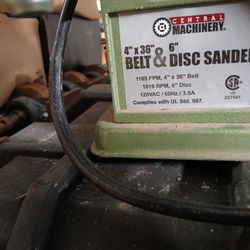 CENTRAL
MACHINERY.
4" x 36" 6"
BELT & DISC SANDER
1165 FPM, 4" x 36" Belt
1819 RPM, 6" Disc
120VAC / 60Hz / 3.5A
Complies with UL Std. 987.
227541